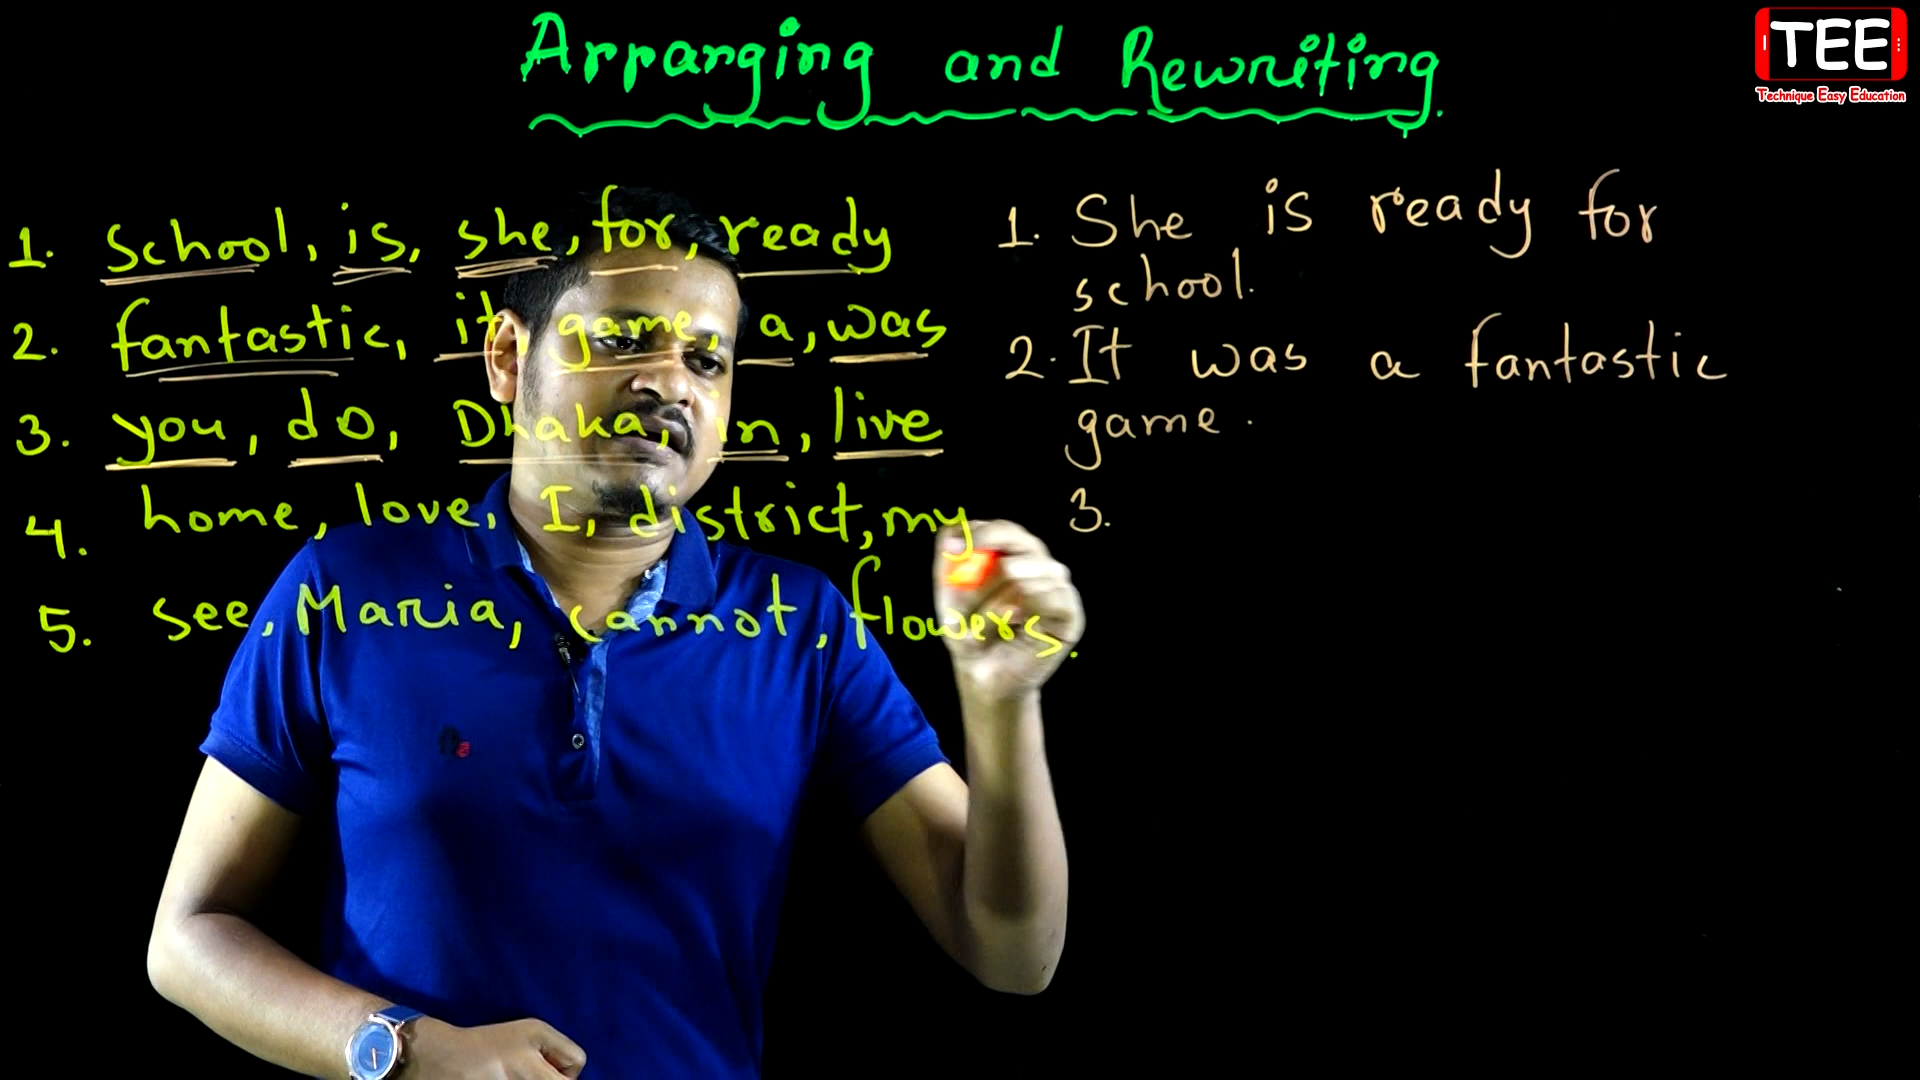 Arranging and Rewriting
TEE
Technique Easy Education
1. School, is, she, for, ready
2. fantastic, it, game, a, was
3. you, do, Dhaka, in, live
4. home, love, I, district, my
5. see, Maria, cannot, flowers.
1. She is ready for
school.
2. It was a fantastic
game.
3.